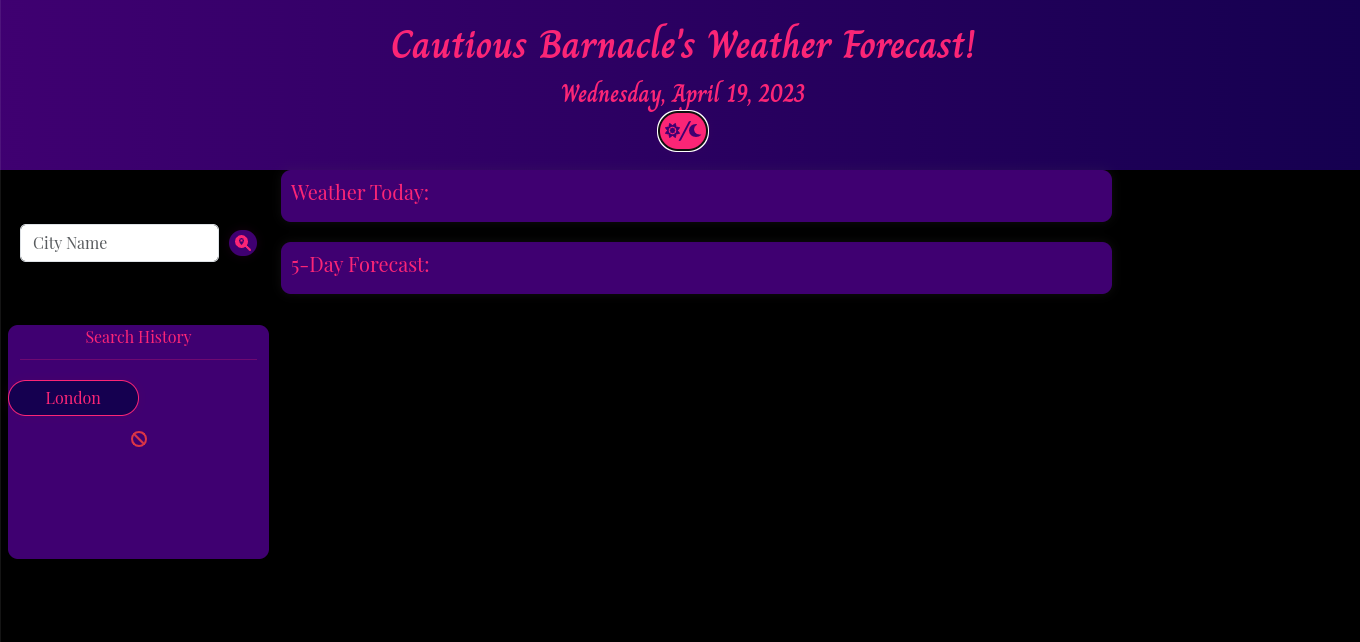 Cautious Barnacle's Weather Forecast!
Wednesday, April 19, 2023
Weather Today:
City Name
5-Day Forecast:
Search History
London